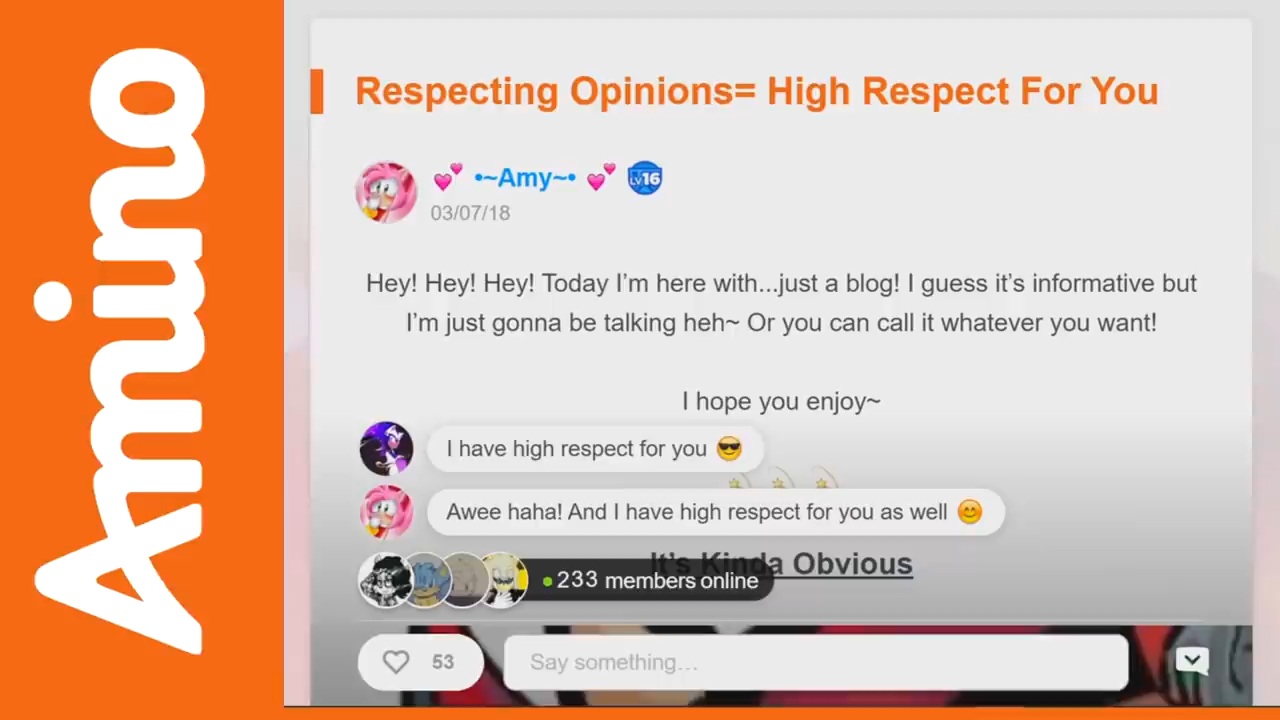 Amino
Respecting Opinions= High Respect For You
💕 •~Amy~• 💕 LV16
03/07/18
Hey! Hey! Hey! Today I’m here with...just a blog! I guess it’s informative but
I’m just gonna be talking heh~ Or you can call it whatever you want!
I hope you enjoy~
I have high respect for you 😎
Awee haha! And I have high respect for you as well 😊
It’s Kinda Obvious
233 members online
53
Say something...